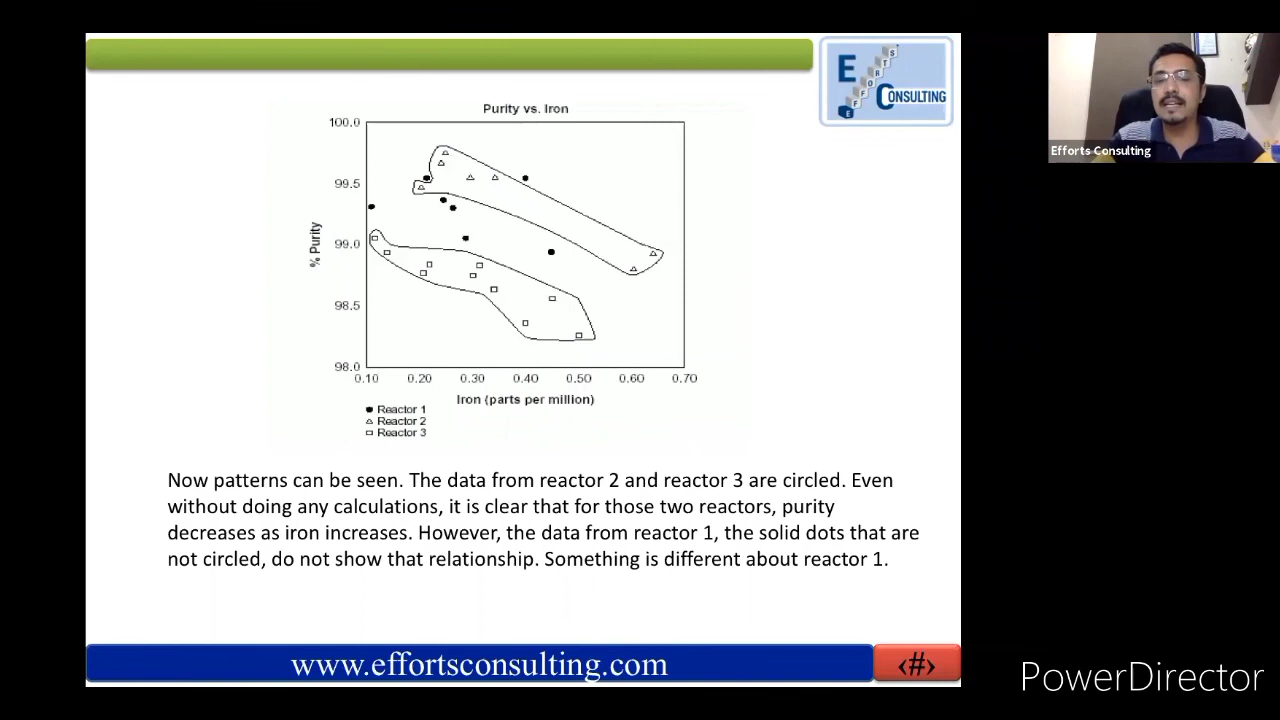 EFFORTS
CONSULTING
Efforts Consulting
Purity vs. Iron
100.0
99.5
99.0
98.5
98.0
% Purity
0.10 0.20 0.30 0.40 0.50 0.60 0.70
Iron (parts per million)
Reactor 1
Reactor 2
Reactor 3
Now patterns can be seen. The data from reactor 2 and reactor 3 are circled. Even
without doing any calculations, it is clear that for those two reactors, purity
decreases as iron increases. However, the data from reactor 1, the solid dots that are
not circled, do not show that relationship. Something is different about reactor 1.
www.effortsconsulting.com
‹#›
PowerDirector